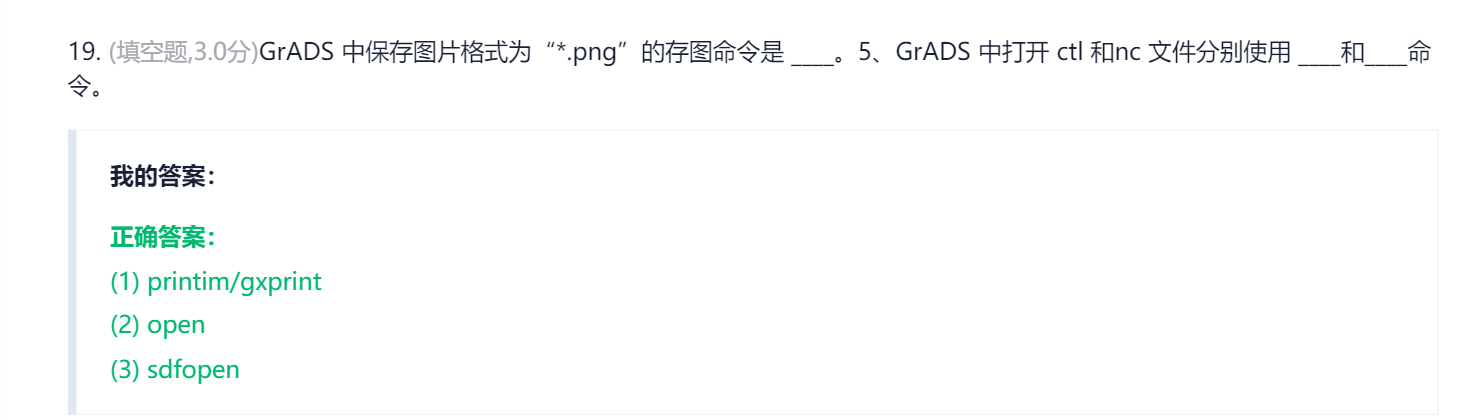 19. (填空题,3.0分)GrADS 中保存图片格式为“*.png”的存图命令是 ____。5、GrADS 中打开 ctl 和nc 文件分别使用 ____和____命
令。
我的答案：
正确答案：
(1) printim/gxprint
(2) open
(3) sdfopen